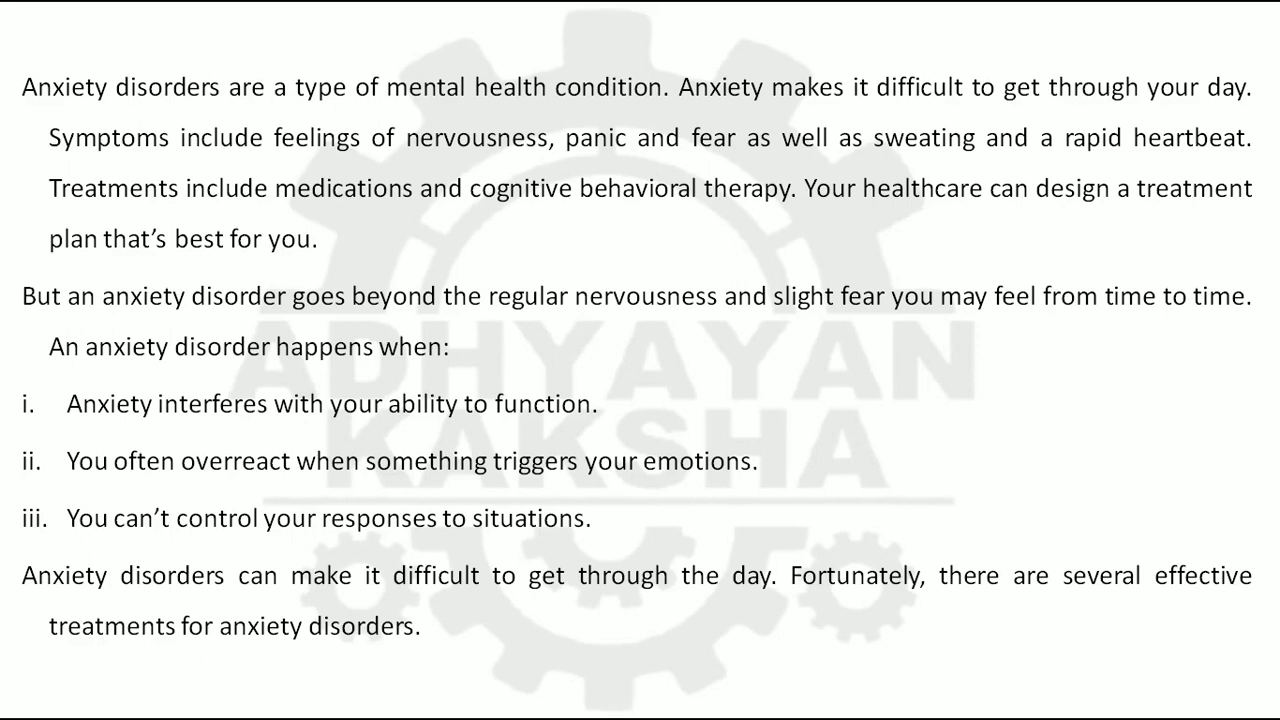 Anxiety disorders are a type of mental health condition. Anxiety makes it difficult to get through your day.
Symptoms include feelings of nervousness, panic and fear as well as sweating and a rapid heartbeat.
Treatments include medications and cognitive behavioral therapy. Your healthcare can design a treatment
plan that’s best for you.
But an anxiety disorder goes beyond the regular nervousness and slight fear you may feel from time to time.
An anxiety disorder happens when:
i. Anxiety interferes with your ability to function.
ii. You often overreact when something triggers your emotions.
iii. You can’t control your responses to situations.
Anxiety disorders can make it difficult to get through the day. Fortunately, there are several effective
treatments for anxiety disorders.
ADHYAYAN
KAKSHA